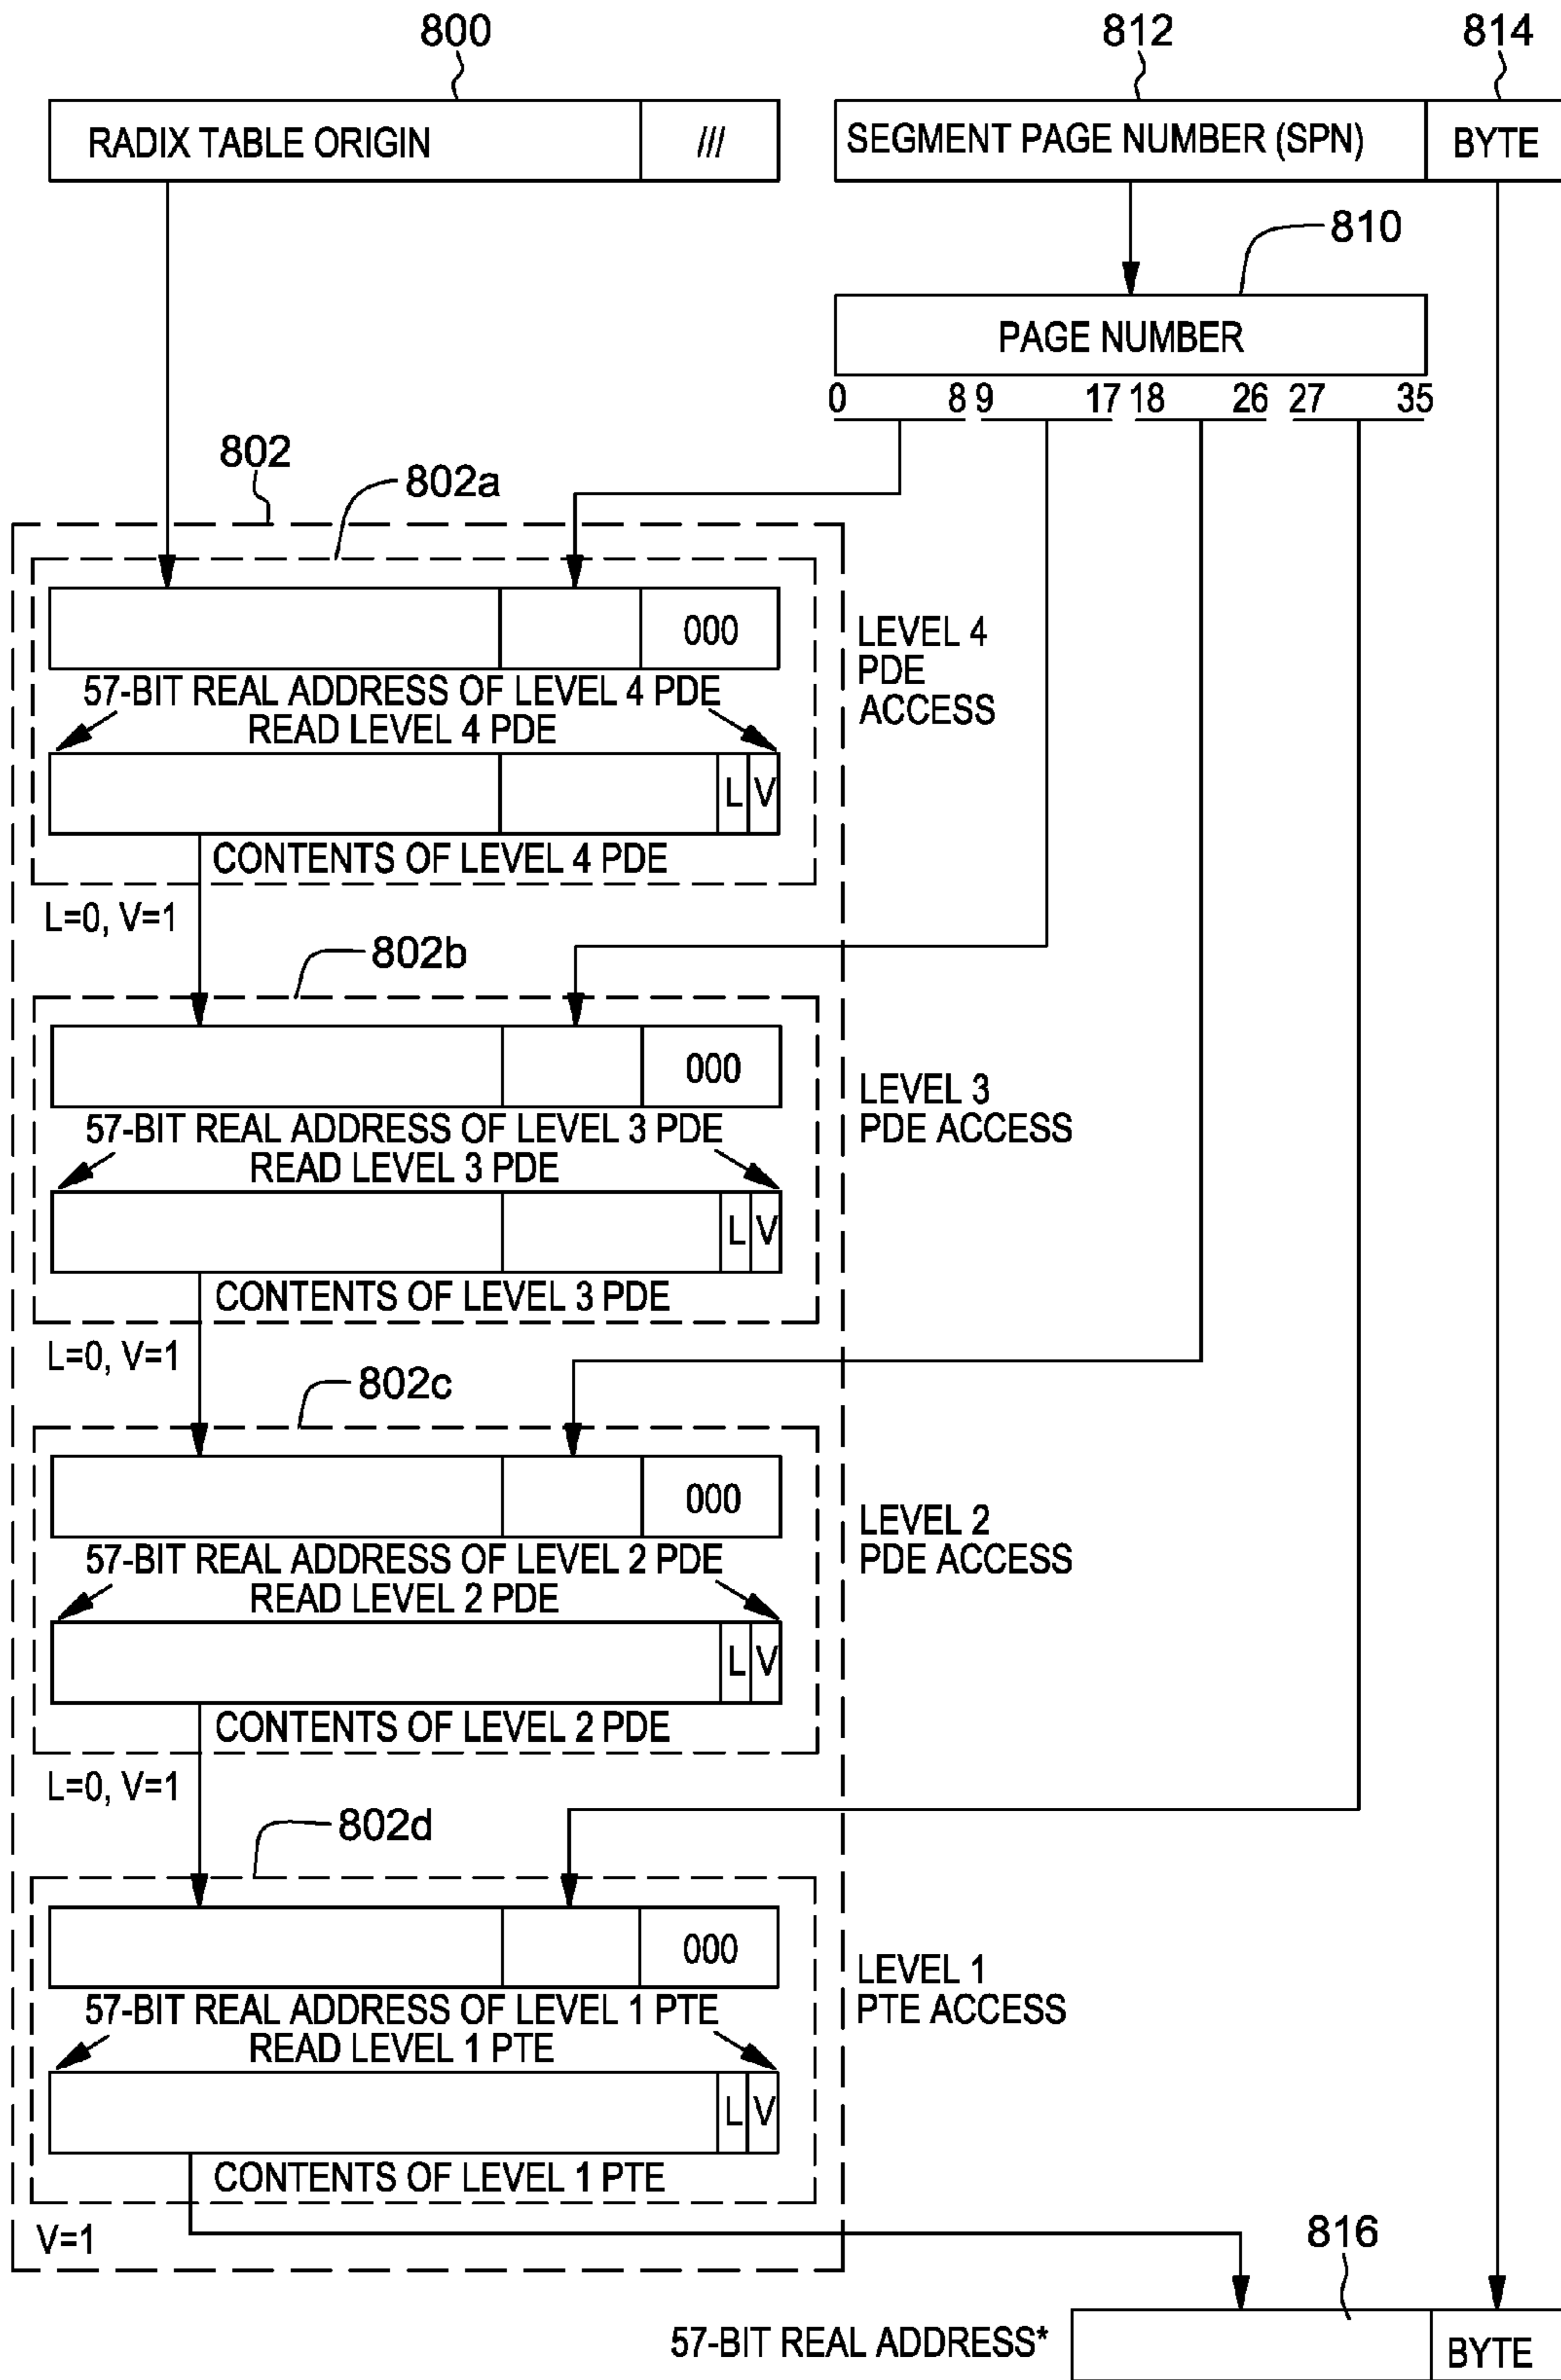 800
812
814
RADIX TABLE ORIGIN
///
SEGMENT PAGE NUMBER (SPN)
BYTE
810
PAGE NUMBER
0 8 9 17 18 26 27 35
802
802a
000
LEVEL 4
PDE
ACCESS
57-BIT REAL ADDRESS OF LEVEL 4 PDE
READ LEVEL 4 PDE
L V
CONTENTS OF LEVEL 4 PDE
L=0, V=1
802b
000
LEVEL 3
PDE ACCESS
57-BIT REAL ADDRESS OF LEVEL 3 PDE
READ LEVEL 3 PDE
L V
CONTENTS OF LEVEL 3 PDE
L=0, V=1
802c
000
LEVEL 2
PDE ACCESS
57-BIT REAL ADDRESS OF LEVEL 2 PDE
READ LEVEL 2 PDE
L V
CONTENTS OF LEVEL 2 PDE
L=0, V=1
802d
000
LEVEL 1
PTE ACCESS
57-BIT REAL ADDRESS OF LEVEL 1 PTE
READ LEVEL 1 PTE
L V
CONTENTS OF LEVEL 1 PTE
V=1
816
57-BIT REAL ADDRESS*
BYTE